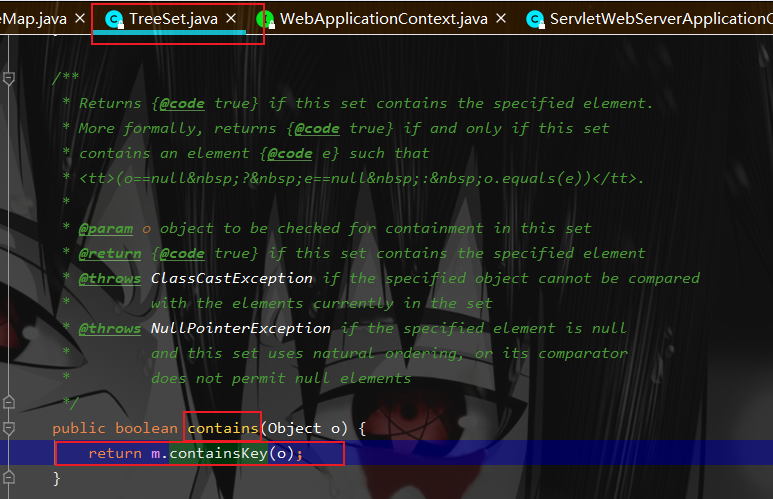 eMap.java × TreeSet.java × WebApplicationContext.java × ServletWebServerApplicationC
/**
* Returns {@code true} if this set contains the specified element.
* More formally, returns {@code true} if and only if this set
* contains an element {@code e} such that
* <tt>(o==null&nbsp;?&nbsp;e==null&nbsp;:&nbsp;o.equals(e))</tt>.
*
* @param o object to be checked for containment in this set
* @return {@code true} if this set contains the specified element
* @throws ClassCastException if the specified object cannot be compared
* with the elements currently in the set
* @throws NullPointerException if the specified element is null
* and this set uses natural ordering, or its comparator
* does not permit null elements
*/
public boolean contains(Object o) {
return m.containsKey(o);
}